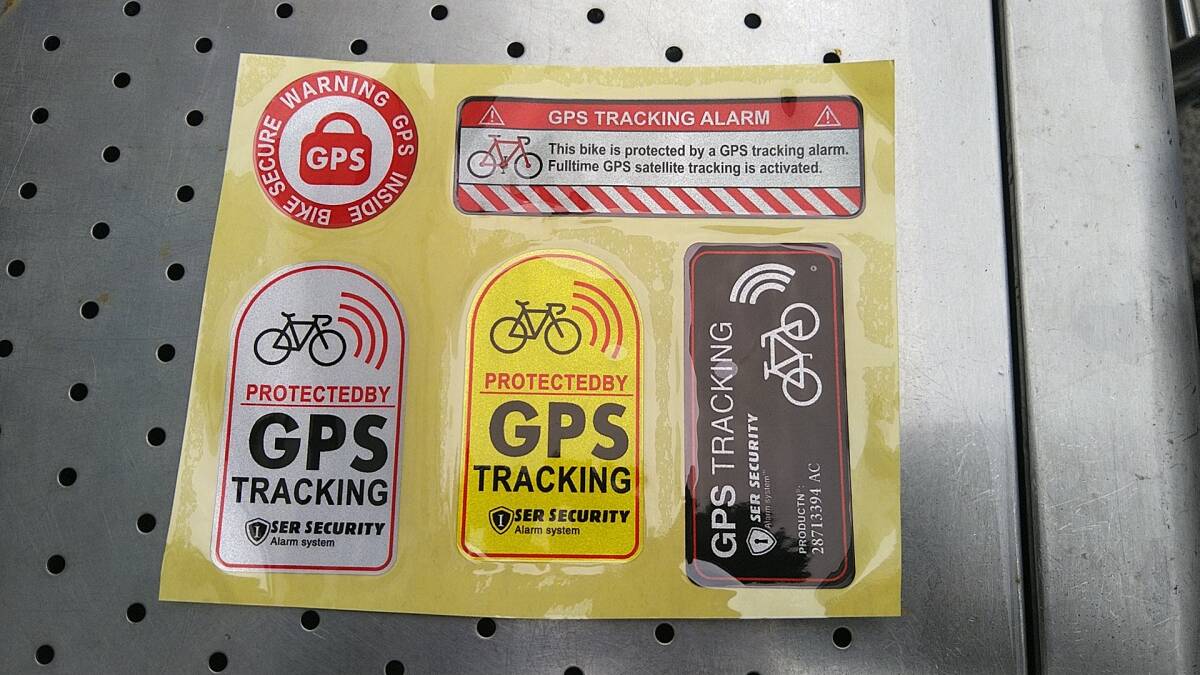 WARNING GPS INSIDE BIKE SECURE
GPS
GPS TRACKING ALARM
This bike is protected by a GPS tracking alarm.
Fulltime GPS satellite tracking is activated.
PROTECTEDBY
GPS
TRACKING
SER SECURITY
Alarm system
PROTECTEDBY
GPS
TRACKING
SER SECURITY
Alarm system
GPS TRACKING
SER SECURITY
Alarm system
PRODUCTN°:
28713394 AC